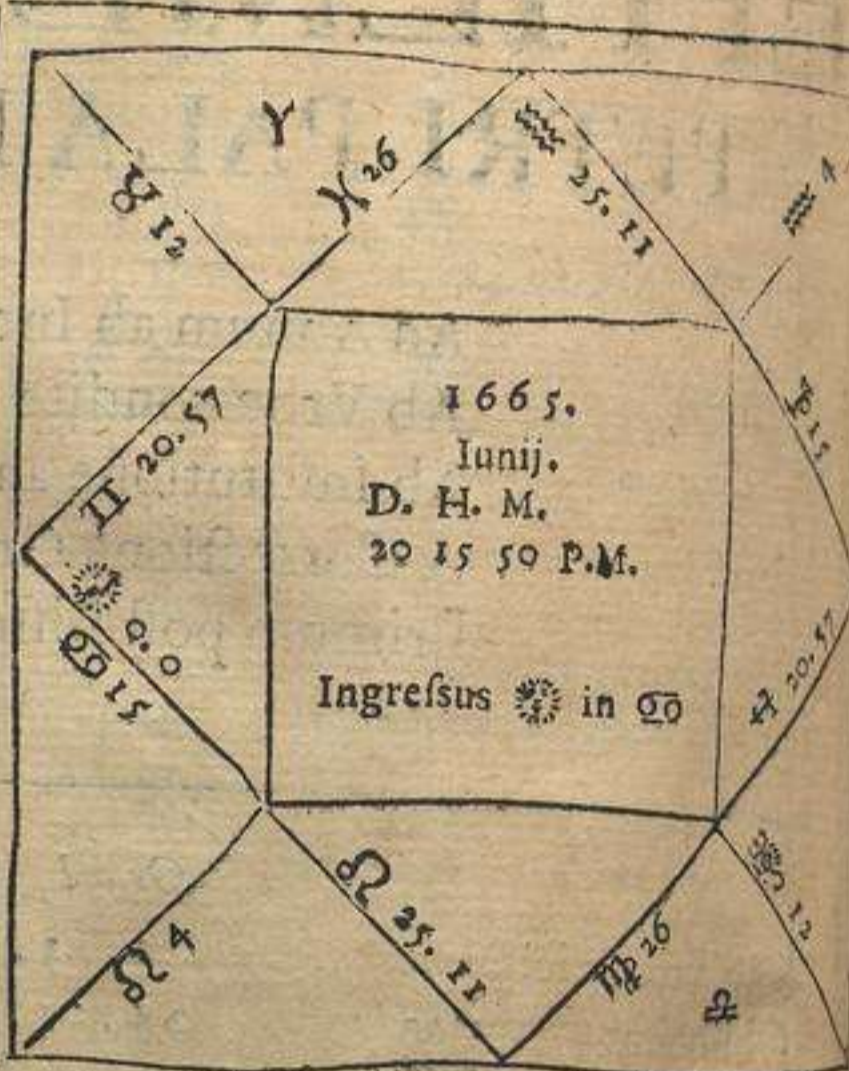 ♈
♉ 12
♓ 26
♒ 25. 11
♒ 4
♑ 15
♊ 20. 57
1665.
Iunij.
D. H. M.
20 15 50 P.M.
☉ 0. 0
♋ 15
Ingreſsus ☉ in ♋
♐ 20. 57
♌ 4
♌ 25. 11
♍ 26
12
♎